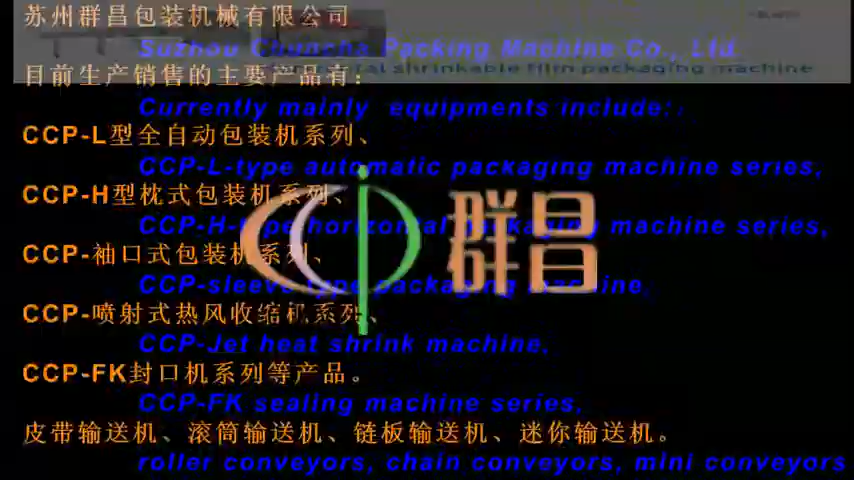 苏州群昌包装机械有限公司
Suzhou Chuncha Packing Machine Co., Ltd
shrinkable film packaging machine
目前生产销售的主要产品有：
Currently mainly equipments include:
CCP-L型全自动包装机系列、
CCP-L-type automatic packaging machine series,
CCP-H型枕式包装机系列、
CCP-H-type horizontal packaging machine series,
CCP 群昌
CCP-袖口式包装机系列、
CCP-sleeve type packaging machine,
CCP-喷射式热风收缩机系列、
CCP-Jet heat shrink machine,
CCP-FK封口机系列等产品。
CCP-FK sealing machine series,
皮带输送机、滚筒输送机、链板输送机、迷你输送机。
roller conveyors, chain conveyors, mini conveyors